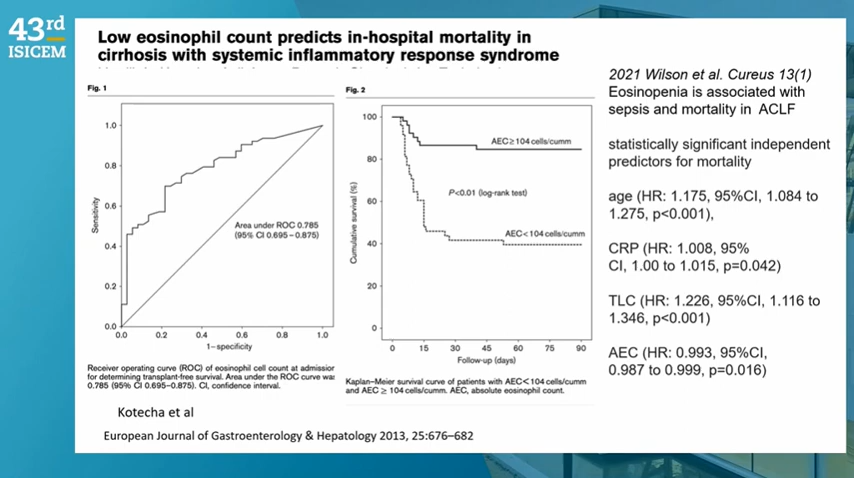 43rd
ISICEM
Low eosinophil count predicts in-hospital mortality in
cirrhosis with systemic inflammatory response syndrome
Fig. 1
1.0
0.8
0.6
0.4
0.2
0.0
Sensitivity
Area under ROC 0.785
(95% CI 0.695–0.875)
0.0 0.2 0.4 0.6 0.8 1.0
1–specificity
Receiver operating curve (ROC) of eosinophil cell count at admission
for determining transplant-free survival. Area under the ROC curve was
0.785 (95% CI 0.695–0.875). CI, confidence interval.
Fig. 2
100
80
60
40
20
0
Cumulative survival (%)
AEC≥104 cells/cumm
P<0.01 (log-rank test)
AEC<104 cells/cumm
0 15 30 45 60 75 90
Follow-up (days)
Kaplan–Meier survival curve of patients with AEC<104 cells/cumm
and AEC ≥ 104 cells/cumm. AEC, absolute eosinophil count.
Kotecha et al
European Journal of Gastroenterology & Hepatology 2013, 25:676–682
2021 Wilson et al. Cureus 13(1)
Eosinopenia is associated with
sepsis and mortality in ACLF
statistically significant independent
predictors for mortality
age (HR: 1.175, 95%CI, 1.084 to
1.275, p<0.001),
CRP (HR: 1.008, 95%
CI, 1.00 to 1.015, p=0.042)
TLC (HR: 1.226, 95%CI, 1.116 to
1.346, p<0.001)
AEC (HR: 0.993, 95%CI,
0.987 to 0.999, p=0.016)